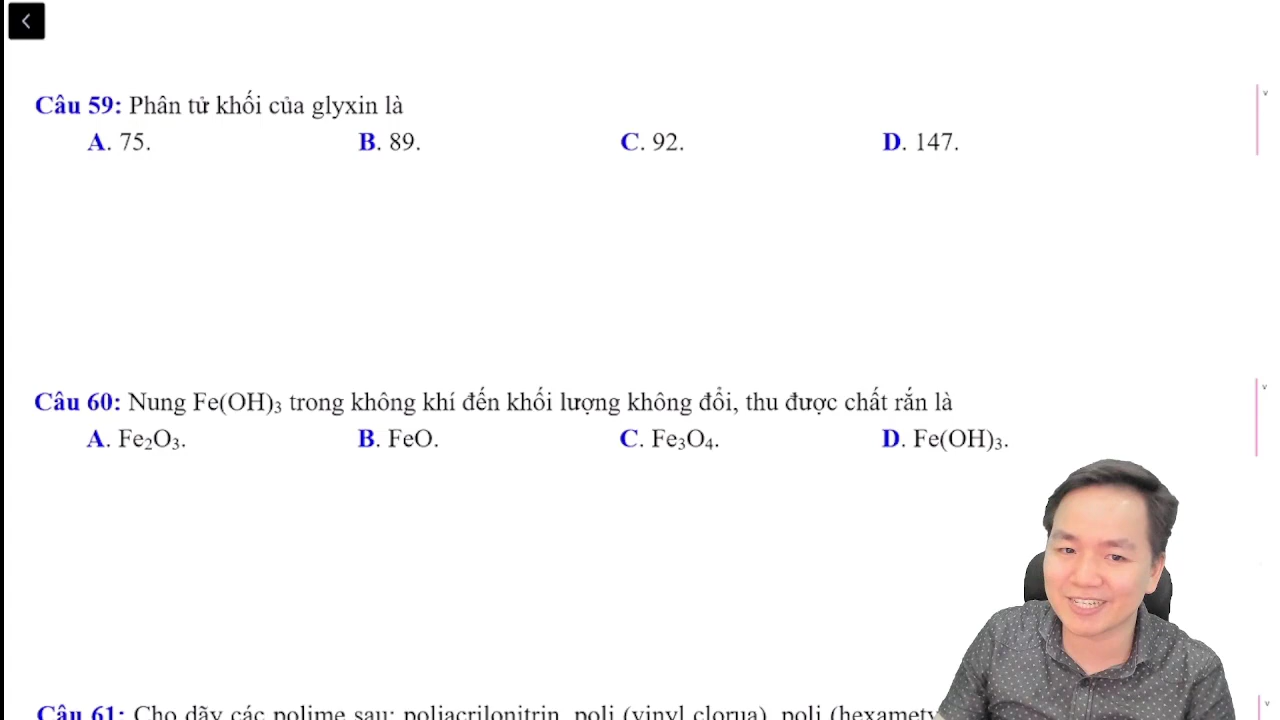 Câu 59: Phân tử khối của glyxin là
A. 75. B. 89. C. 92. D. 147.
Câu 60: Nung Fe(OH)₃ trong không khí đến khối lượng không đổi, thu được chất rắn là
A. Fe₂O₃. B. FeO. C. Fe₃O₄. D. Fe(OH)₃.
Câu 61: Cho dãy các polime sau: poliacrilonitrin, poli (vinyl clorua), poli (hexamety